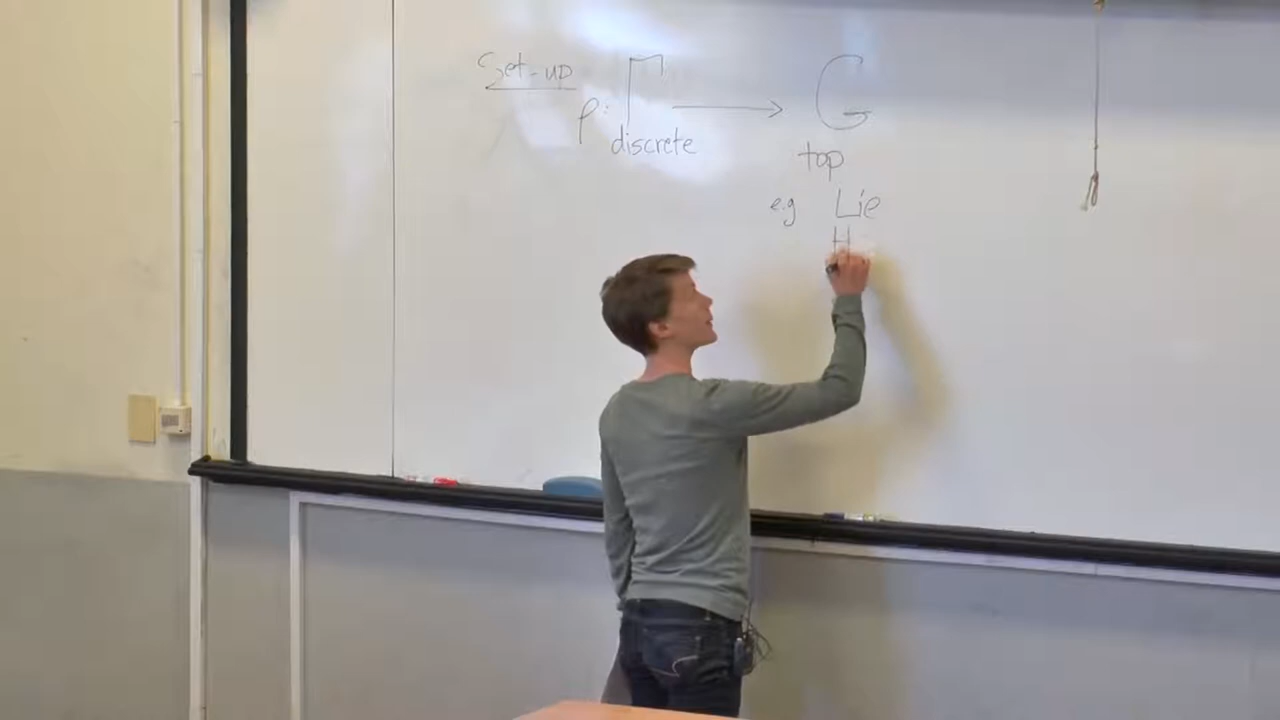 Set-up
ρ: Γ ⟶ G
discrete top
e.g Lie
H